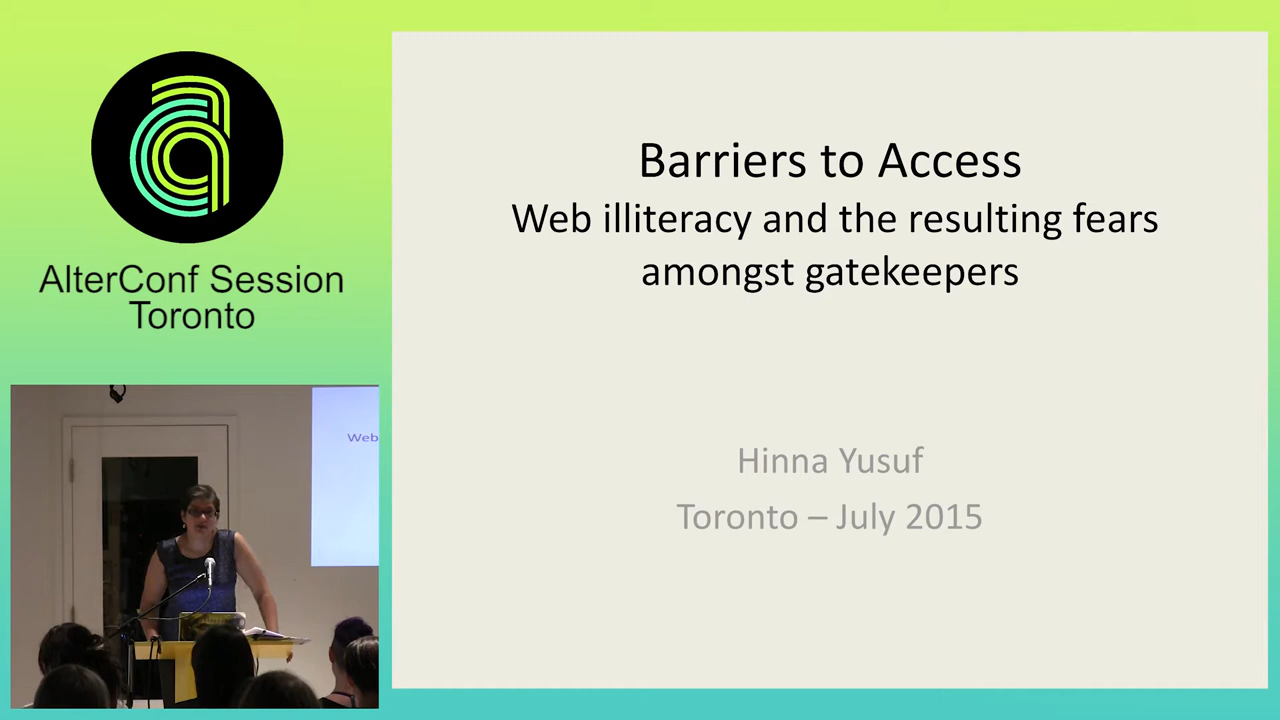 AlterConf Session
Toronto
Barriers to Access
Web illiteracy and the resulting fears
amongst gatekeepers
Hinna Yusuf
Toronto – July 2015
Web